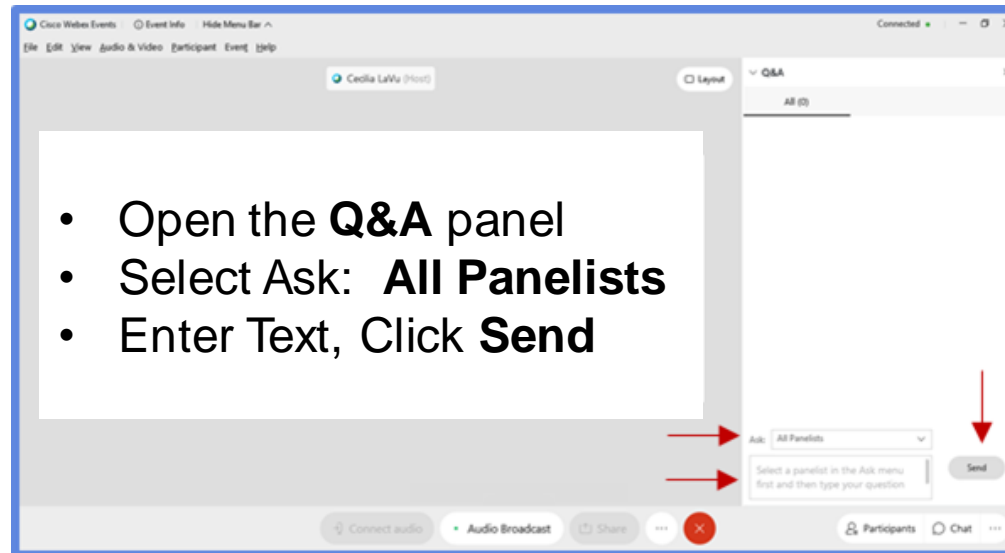 Cisco Webex Events Event Info Hide Menu Bar
Connected
File Edit View Audio & Video Participant Event Help
Cecilia LaVu (Host)
Layout
Q&A
All (0)
• Open the Q&A panel
• Select Ask: All Panelists
• Enter Text, Click Send
Ask: All Panelists
Select a panelist in the Ask menu
first and then type your question
Send
Connect audio
Audio Broadcast
Share
Participants
Chat